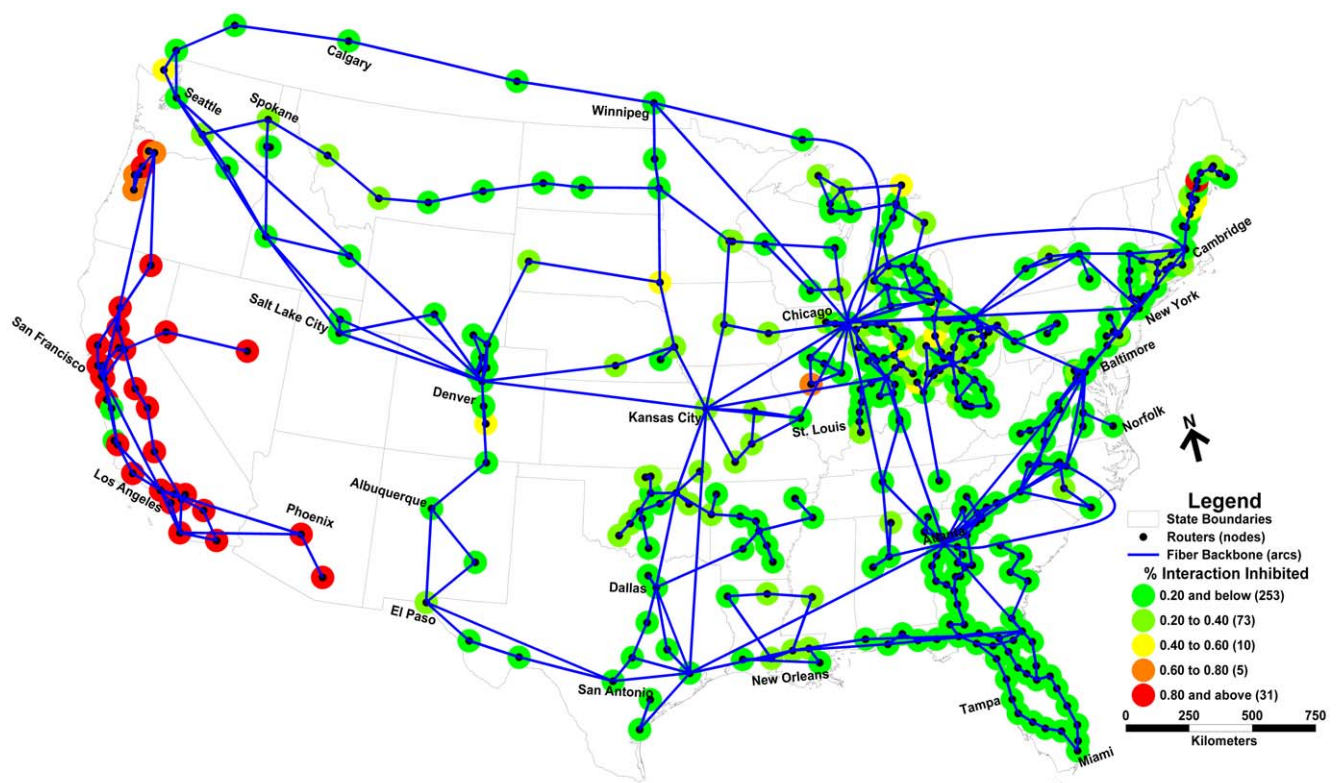 Calgary
Winnipeg
Seattle
Spokane
Cambridge
Salt Lake City
Chicago
New York
San Francisco
Baltimore
Denver
Kansas City
St. Louis
Norfolk
N
Los Angeles
Albuquerque
Phoenix
Atlanta
Dallas
El Paso
San Antonio
New Orleans
Tampa
Miami
Legend
State Boundaries
Routers (nodes)
Fiber Backbone (arcs)
% Interaction Inhibited
0.20 and below (253)
0.20 to 0.40 (73)
0.40 to 0.60 (10)
0.60 to 0.80 (5)
0.80 and above (31)
0 250 500 750
Kilometers